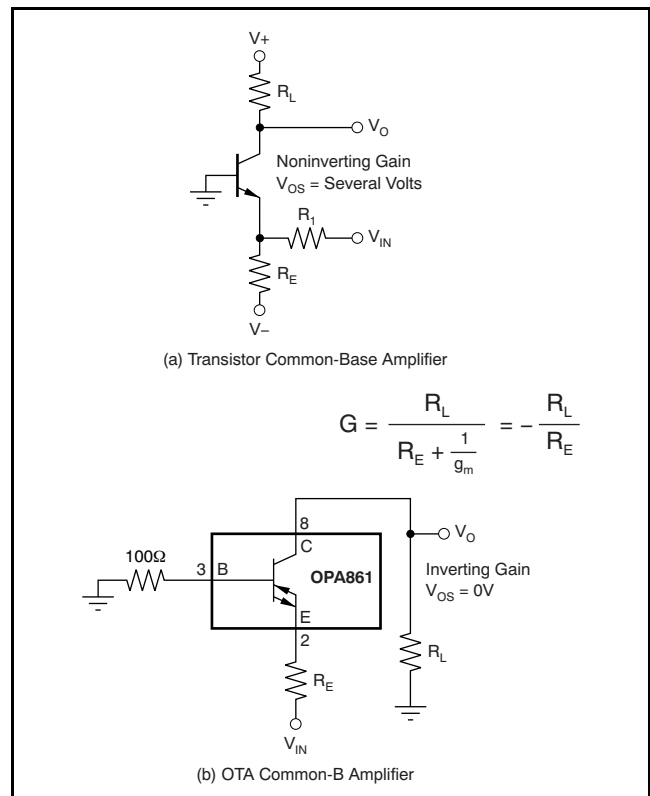 V+
R_L
V_O
Noninverting Gain
V_OS = Several Volts
R_1
V_IN
R_E
V−
(a) Transistor Common-Base Amplifier
G = R_L / (R_E + 1/g_m) = − R_L / R_E
8
C
V_O
100Ω
3 B
OPA861
Inverting Gain
V_OS = 0V
E
2
R_L
R_E
V_IN
(b) OTA Common-B Amplifier